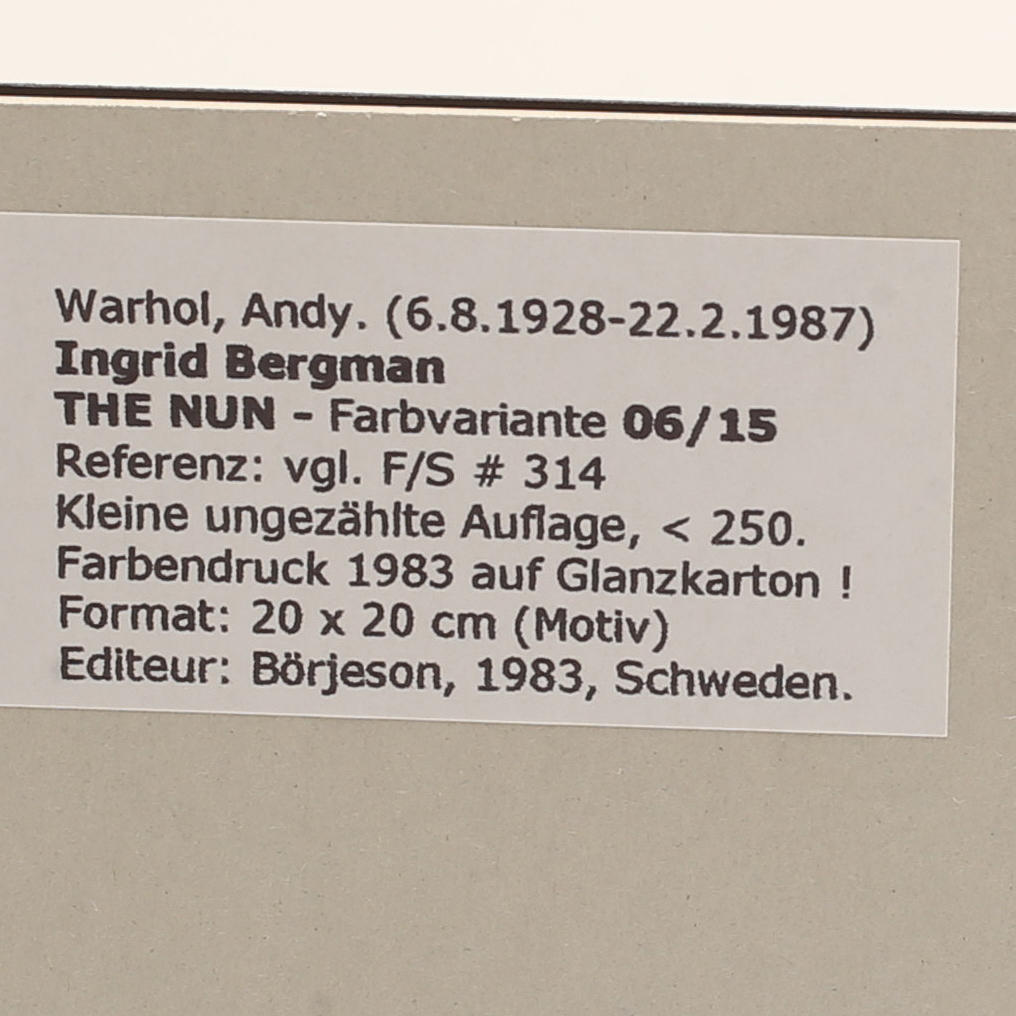 Warhol, Andy. (6.8.1928-22.2.1987)
Ingrid Bergman
THE NUN - Farbvariante 06/15
Referenz: vgl. F/S # 314
Kleine ungezählte Auflage, < 250.
Farbendruck 1983 auf Glanzkarton !
Format: 20 x 20 cm (Motiv)
Editeur: Börjeson, 1983, Schweden.